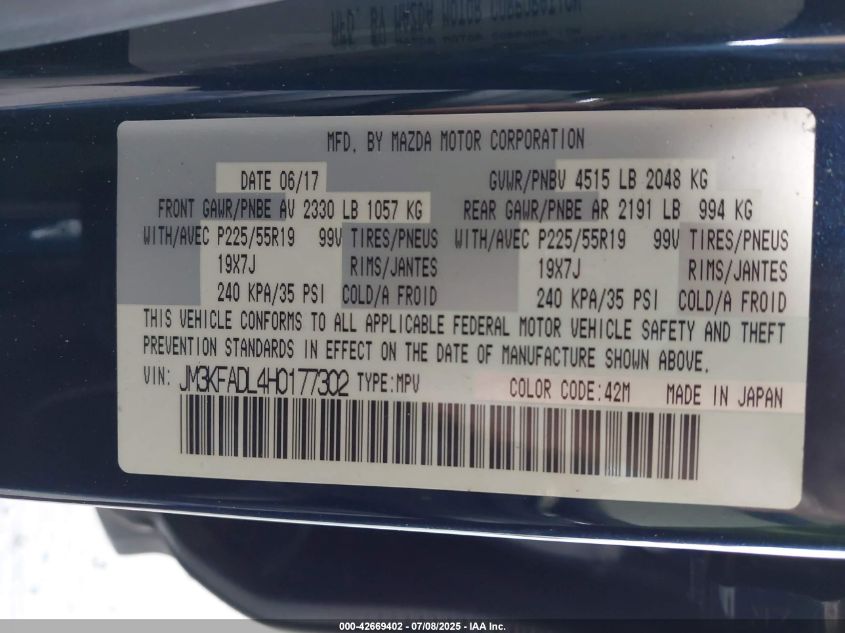 MFD. BY MAZDA MOTOR CORPORATION
DATE 06/17 GVWR/PNBV 4515 LB 2048 KG
FRONT GAWR/PNBE AV 2330 LB 1057 KG REAR GAWR/PNBE AR 2191 LB 994 KG
WITH/AVEC P225/55R19 99V TIRES/PNEUS WITH/AVEC P225/55R19 99V TIRES/PNEUS
19X7J RIMS/JANTES 19X7J RIMS/JANTES
240 KPA/35 PSI COLD/A FROID 240 KPA/35 PSI COLD/A FROID
THIS VEHICLE CONFORMS TO ALL APPLICABLE FEDERAL MOTOR VEHICLE SAFETY AND THEFT
PREVENTION STANDARDS IN EFFECT ON THE DATE OF MANUFACTURE SHOWN ABOVE.
VIN: JM3KFADL4H0177302 TYPE:MPV COLOR CODE:42M MADE IN JAPAN
000-42669402 - 07/08/2025 - IAA Inc.